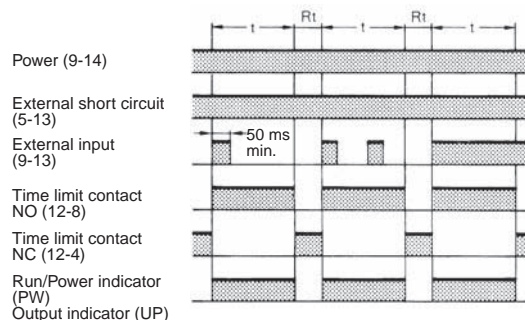 Rt Rt
t t t
Power (9-14)
External short circuit
(5-13)
External input
(9-13)
50 ms
min.
Time limit contact
NO (12-8)
Time limit contact
NC (12-4)
Run/Power indicator
(PW)
Output indicator (UP)